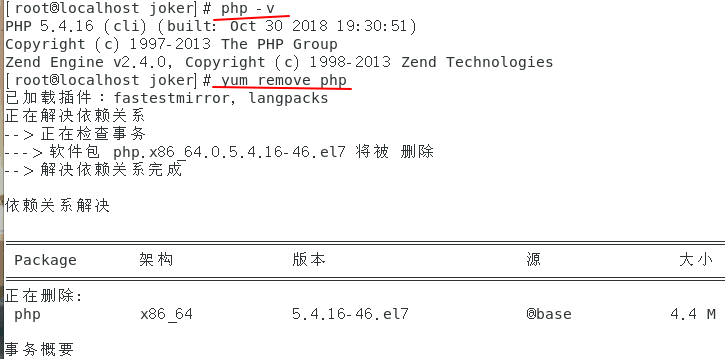 [root@localhost joker]# php -v
PHP 5.4.16 (cli) (built: Oct 30 2018 19:30:51)
Copyright (c) 1997-2013 The PHP Group
Zend Engine v2.4.0, Copyright (c) 1998-2013 Zend Technologies
[root@localhost joker]# yum remove php
已加载插件：fastestmirror, langpacks
正在解决依赖关系
--> 正在检查事务
---> 软件包 php.x86_64.0.5.4.16-46.el7 将被 删除
--> 解决依赖关系完成
依赖关系解决
Package 架构 版本 源 大小
正在删除:
php x86_64 5.4.16-46.el7 @base 4.4 M
事务概要